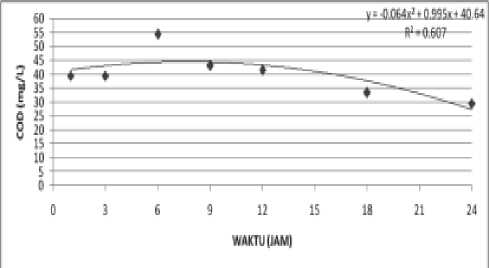 y = -0.064x² + 0.995x + 40.64
R² = 0.607
60
55
50
45
40
35
30
25
20
15
10
5
0
COD (mg/L)
0 3 6 9 12 15 18 21 24
WAKTU (JAM)